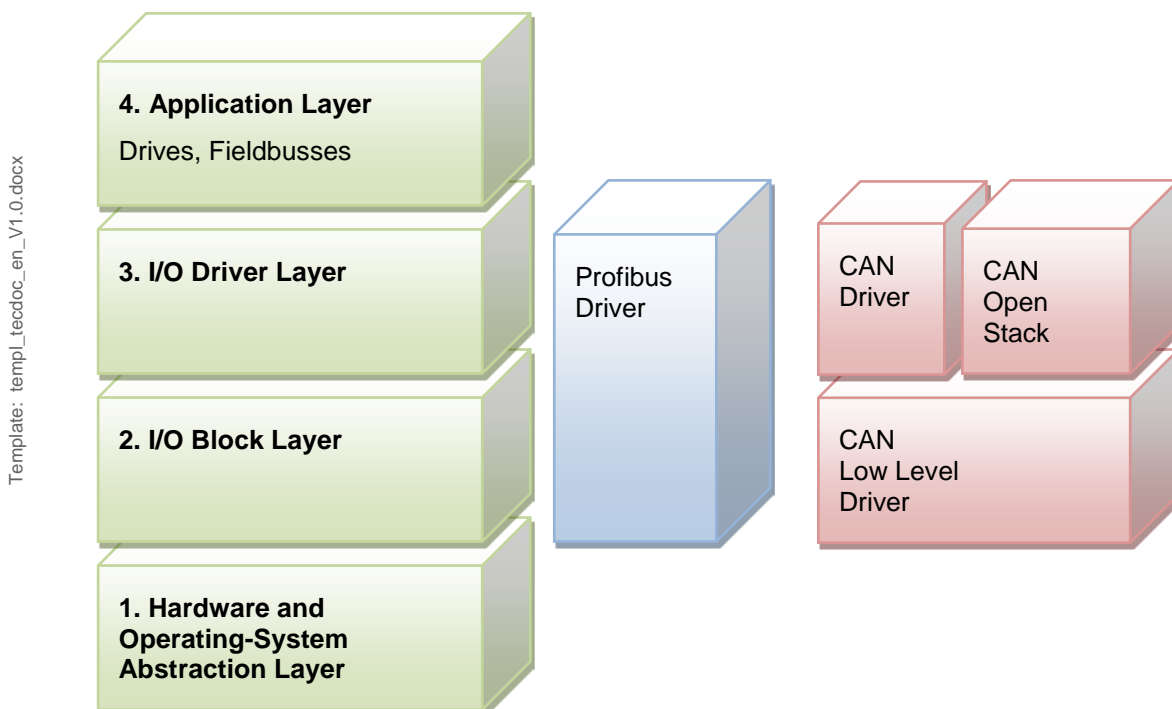 Template: templ_tecdoc_en_V1.0.docx
4. Application Layer
Drives, Fieldbusses
3. I/O Driver Layer
2. I/O Block Layer
1. Hardware and
Operating-System
Abstraction Layer
Profibus
Driver
CAN
Driver
CAN
Open
Stack
CAN
Low Level
Driver